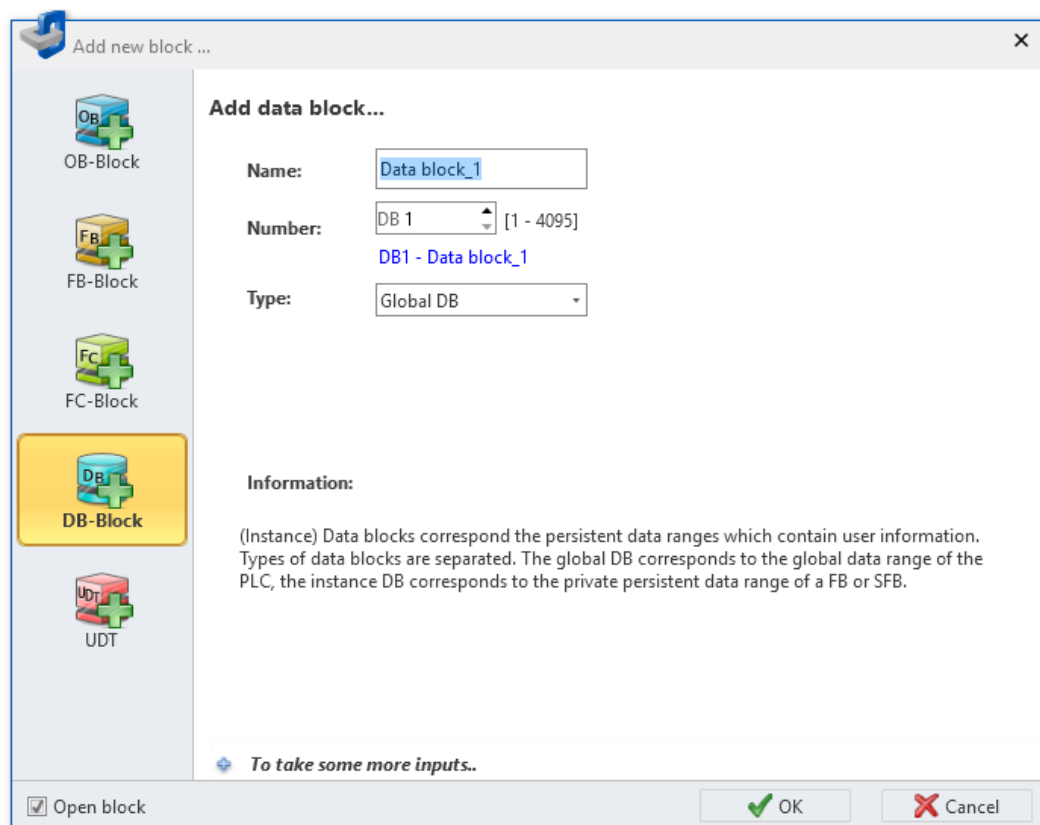 Add new block ...
OB
OB-Block
FB
FB-Block
FC
FC-Block
DB
DB-Block
UDT
UDT
Add data block...
Name:
Data block_1
Number:
DB 1
[1 - 4095]
DB1 - Data block_1
Type:
Global DB
Information:
(Instance) Data blocks correspond the persistent data ranges which contain user information.
Types of data blocks are separated. The global DB corresponds to the global data range of the
PLC, the instance DB corresponds to the private persistent data range of a FB or SFB.
To take some more inputs..
Open block
OK
Cancel